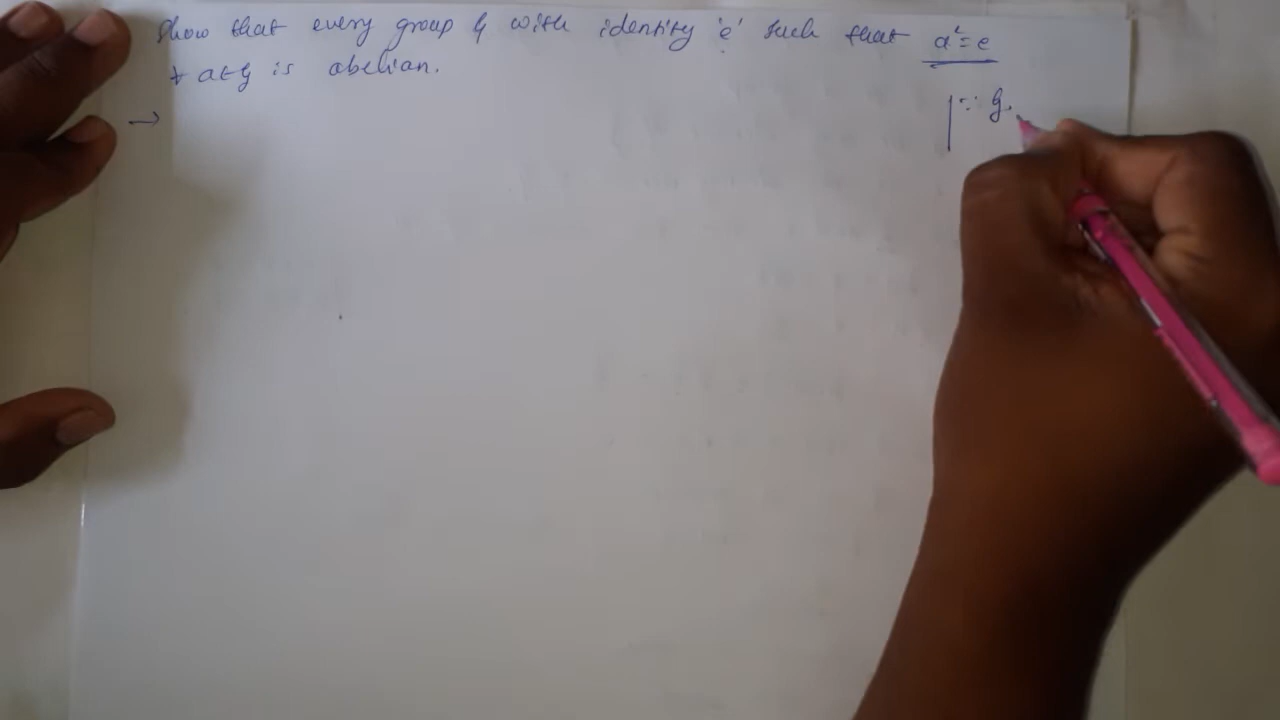 Show that every group G with identity 'e' such that a² = e
∀ a ∈ G is abelian.
→
| ∵ G.